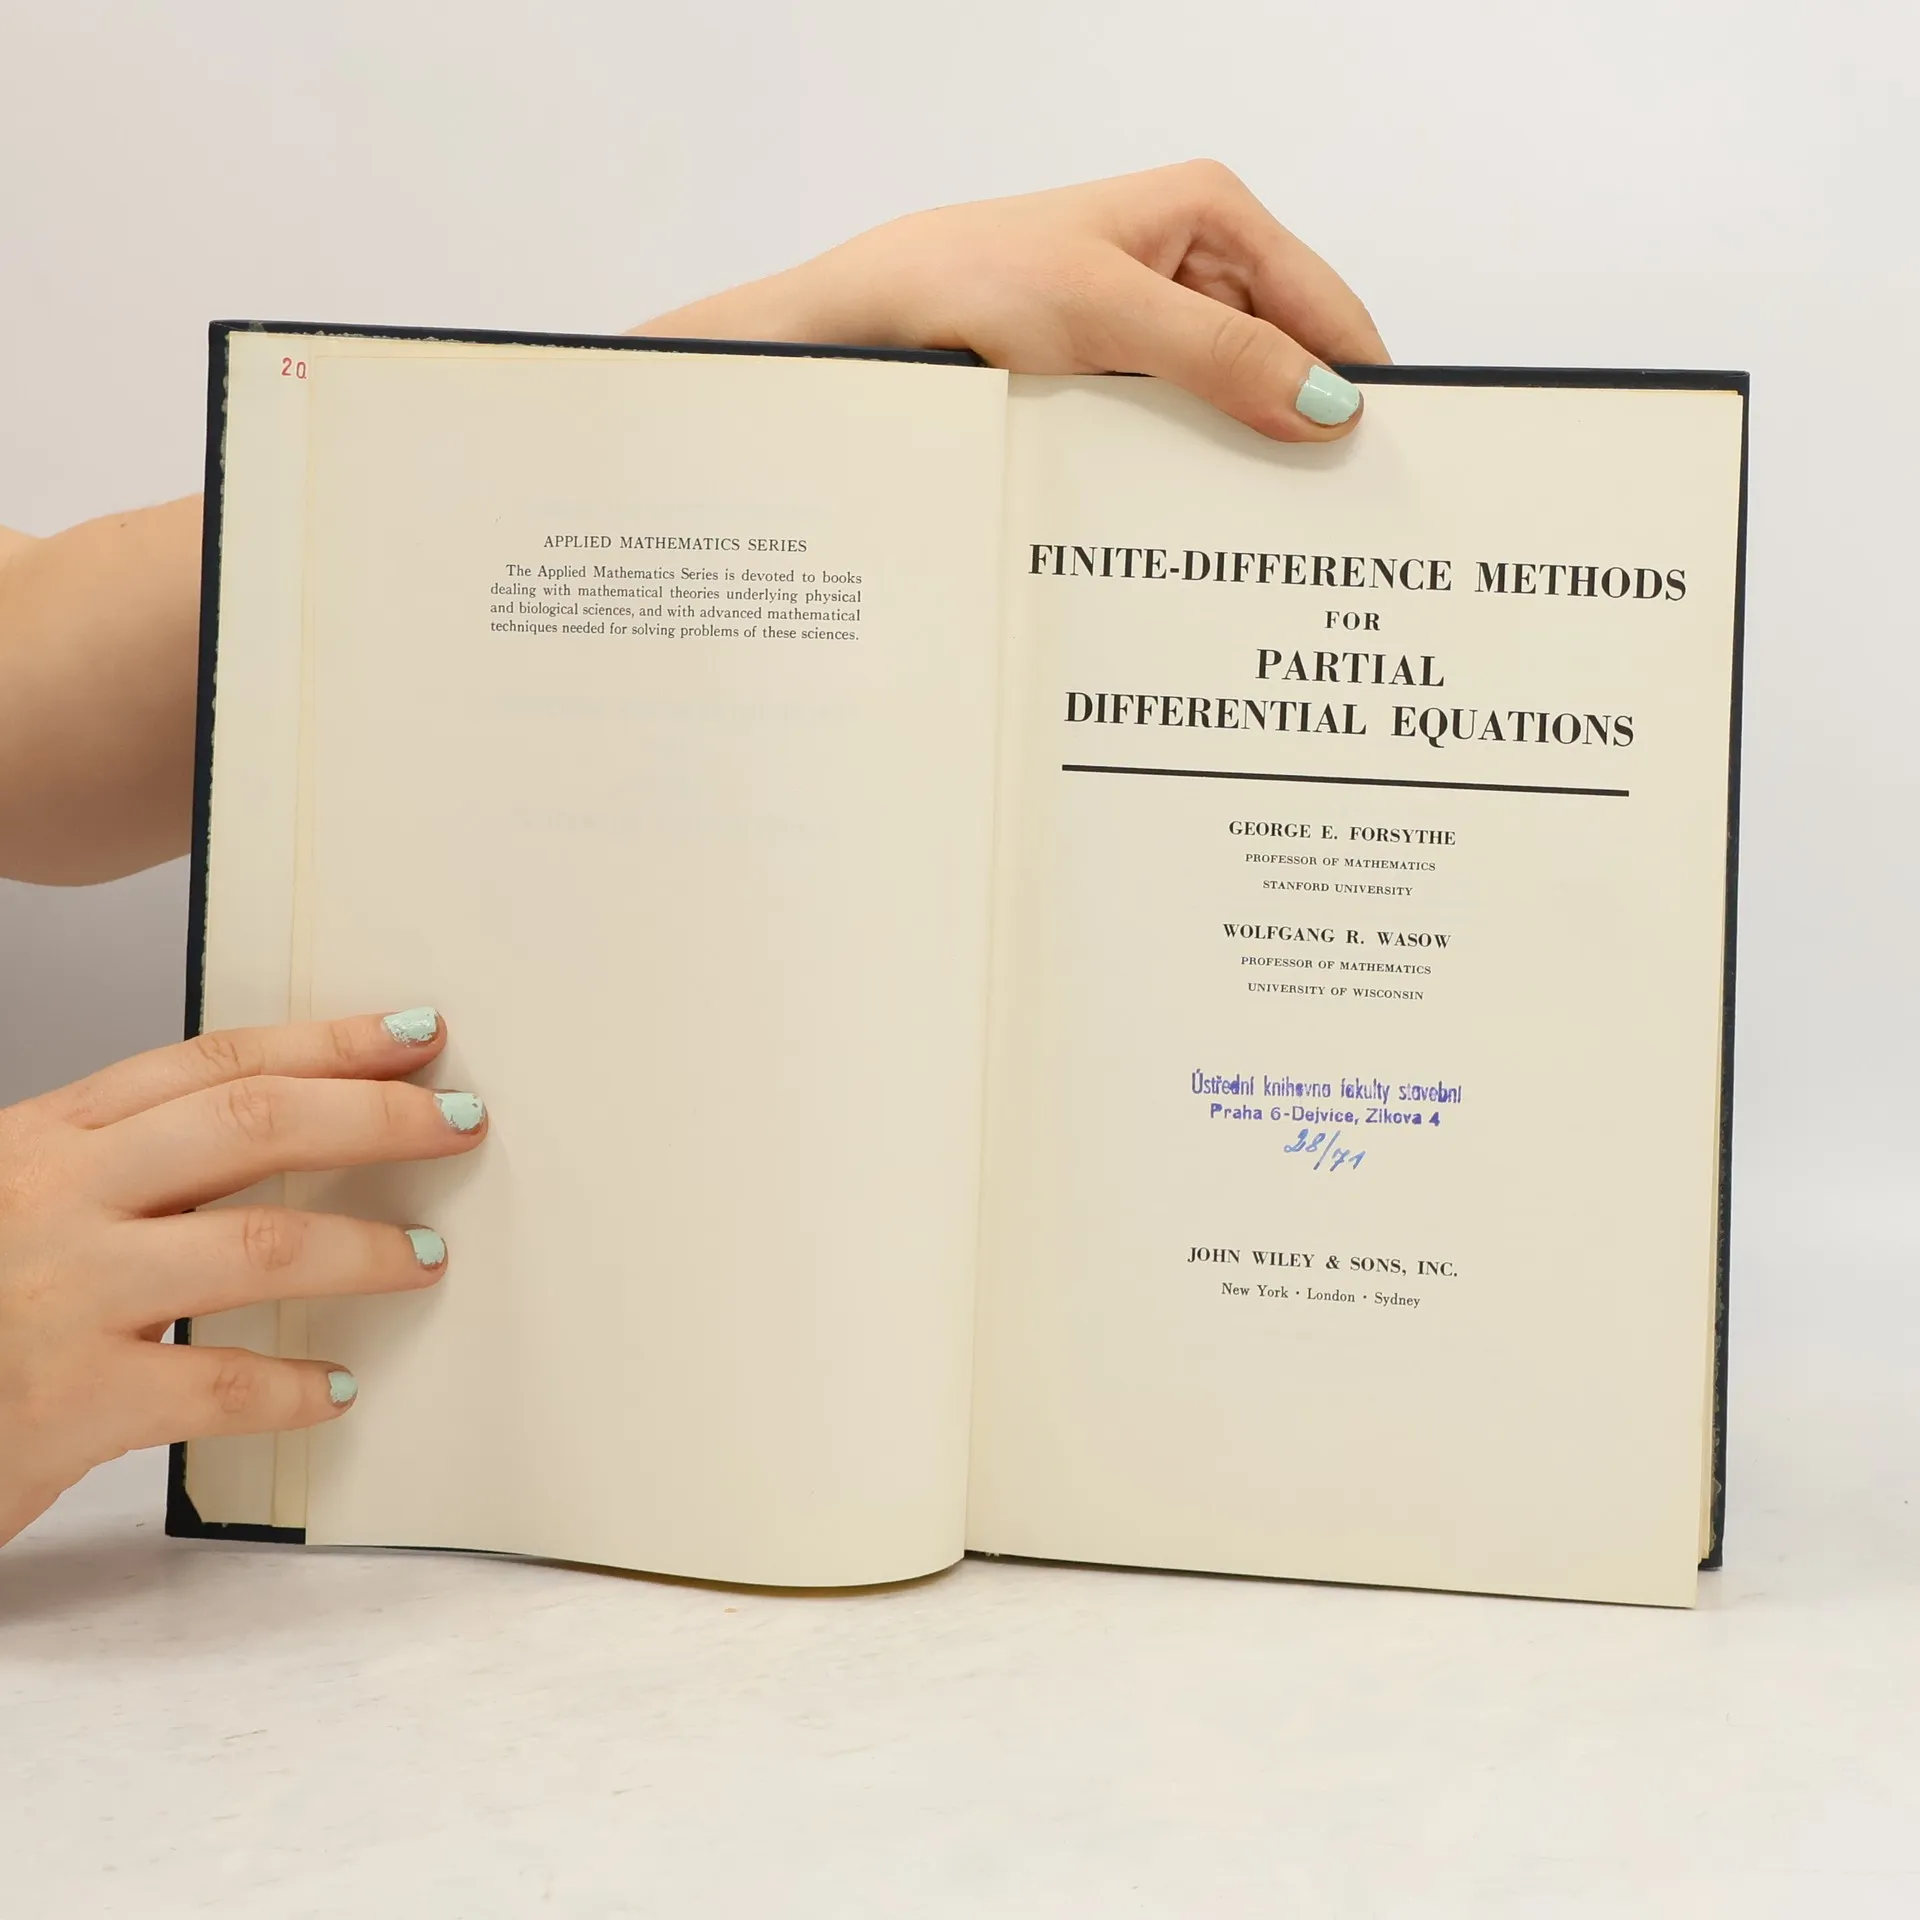 20
APPLIED MATHEMATICS SERIES
The Applied Mathematics Series is devoted to books
dealing with mathematical theories underlying physical
and biological sciences, and with advanced mathematical
techniques needed for solving problems of these sciences.
FINITE-DIFFERENCE METHODS
FOR
PARTIAL
DIFFERENTIAL EQUATIONS
GEORGE E. FORSYTHE
PROFESSOR OF MATHEMATICS
STANFORD UNIVERSITY
WOLFGANG R. WASOW
PROFESSOR OF MATHEMATICS
UNIVERSITY OF WISCONSIN
Ústřední knihovna fakulty stavební
Praha 6-Dejvice, Zikova 4
28/71
JOHN WILEY & SONS, INC.
New York · London · Sydney